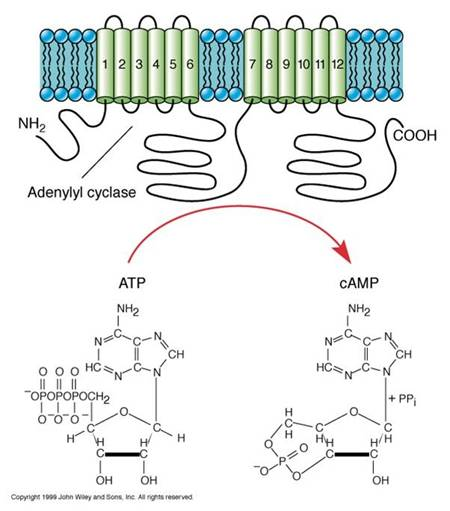 1 2 3 4 5 6 7 8 9 10 11 12
NH₂
COOH
Adenylyl cyclase
ATP
cAMP
NH₂
N C C N CH
HC N C N
O O O
⁻OPOPOPOCH₂
O⁻ O⁻ O⁻
O
C C
H H H H
C C
OH OH
NH₂
N C C N CH
HC N C N
+ PPᵢ
H
H C O
O C C
P O H H H
⁻O O C C
H OH
Copyright 1999 John Wiley and Sons, Inc. All rights reserved.